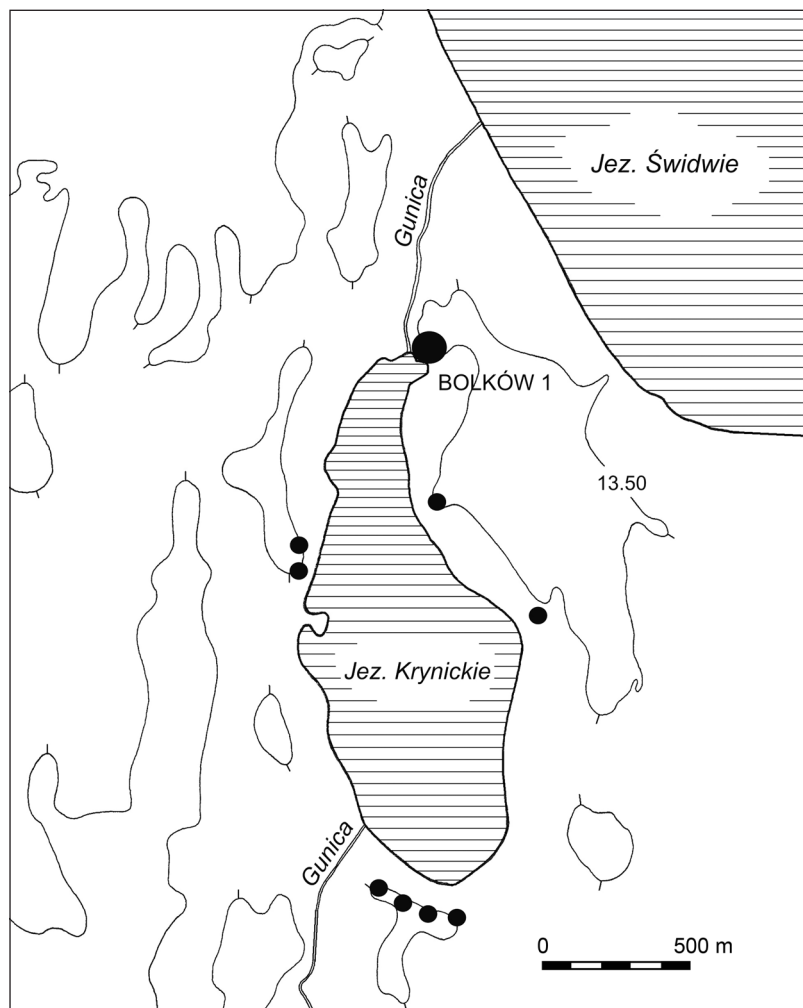 Jez. Świdwie
Gunica
BOLKÓW 1
13.50
Jez. Krynickie
Gunica
0 500 m